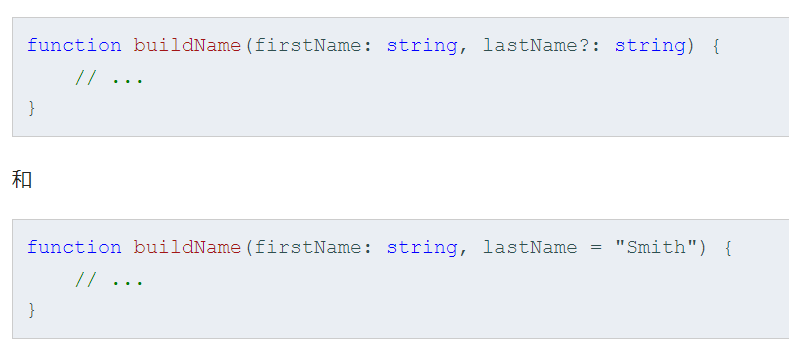 function buildName(firstName: string, lastName?: string) {
    // ...
}
和
function buildName(firstName: string, lastName = "Smith") {
    // ...
}